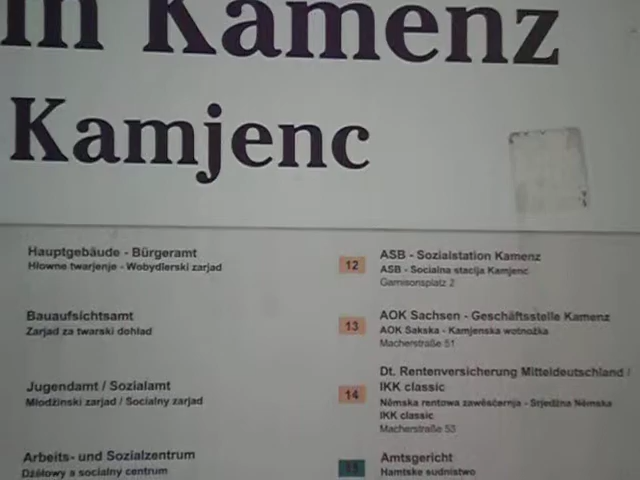 in Kamenz
Kamjenc
Hauptgebäude - Bürgeramt
Hłowne twarjenje - Wobydlerski zarjad
Bauaufsichtsamt
Zarjad za twarski dohlad
Jugendamt / Sozialamt
Młodźinski zarjad / Socialny zarjad
Arbeits- und Sozialzentrum
Dźěłowy a socialny centrum
12
ASB - Sozialstation Kamenz
ASB - Socialna stacija Kamjenc
Garnisonsplatz 2
13
AOK Sachsen - Geschäftsstelle Kamenz
AOK Sakska - Kamjenska wotnožka
Macherstraße 51
14
Dt. Rentenversicherung Mitteldeutschland /
IKK classic
Němska rentowa zawěsćernja - Srjedźna Němska
IKK classic
Macherstraße 53
15
Amtsgericht
Hamtske sudnistwo